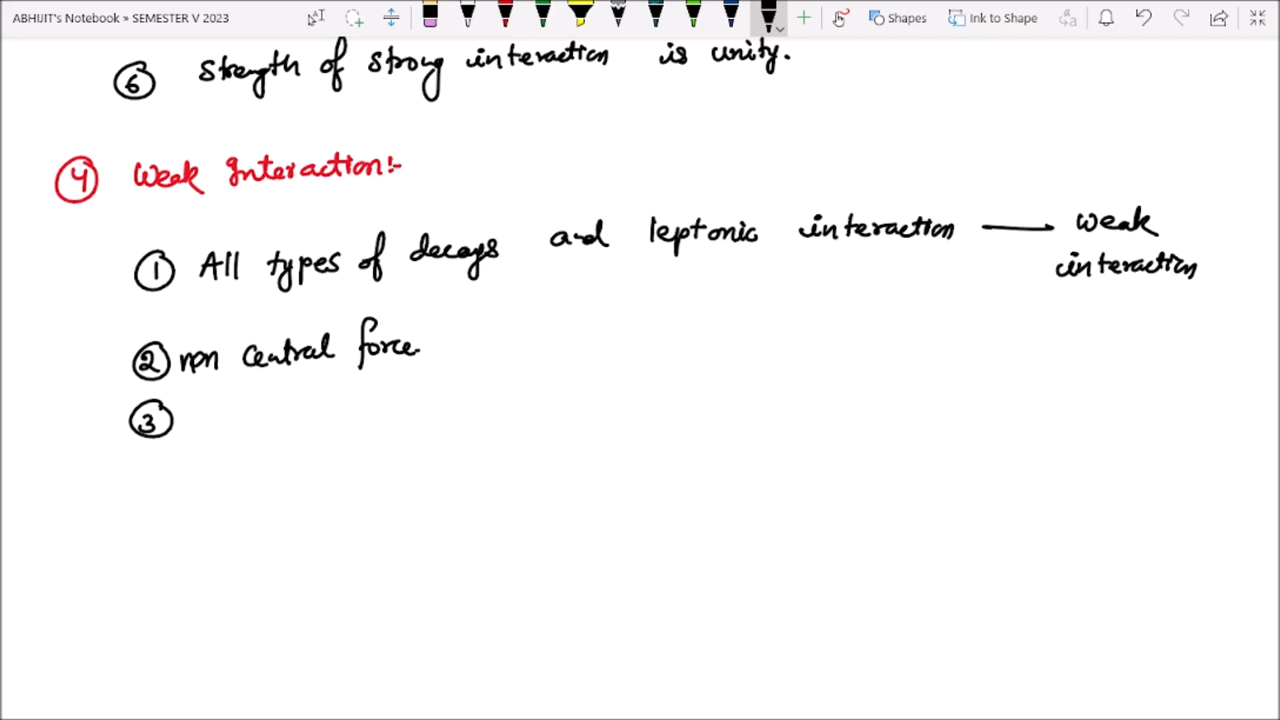 ABHIJIT's Notebook » SEMESTER V 2023
Shapes
Ink to Shape
⑥ Strength of strong interaction is unity.
④ Weak Interaction:-
① All types of decays and leptonic interaction — weak
interaction
② non central force
③